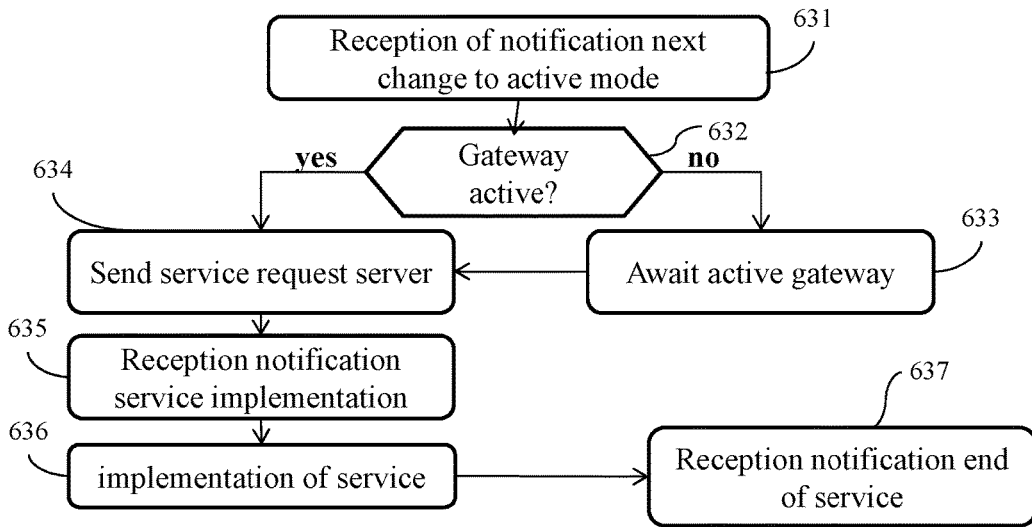 Reception of notification next
change to active mode
631
Gateway
active?
632
yes
no
634
Send service request server
633
Await active gateway
635
Reception notification
service implementation
636
implementation of service
637
Reception notification end
of service